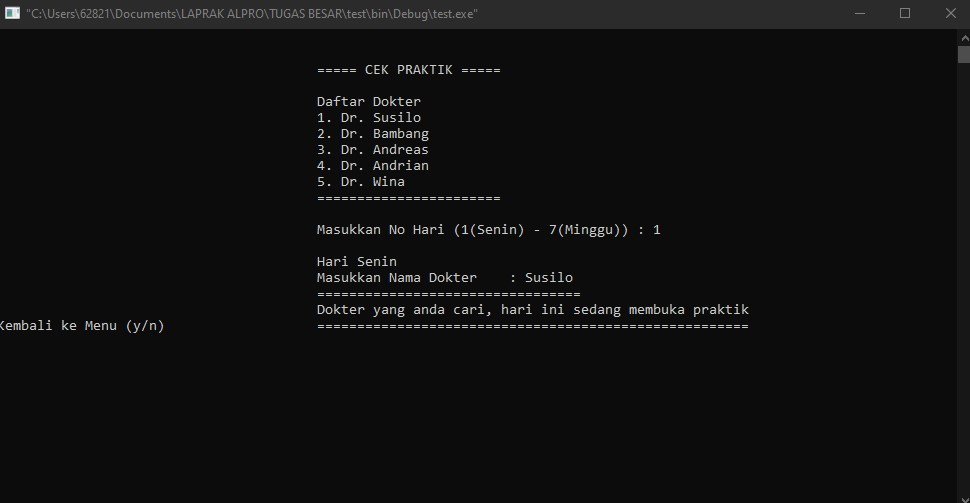 "C:\Users\62821\Documents\LAPRAK ALPRO\TUGAS BESAR\test\bin\Debug\test.exe"
===== CEK PRAKTIK =====
Daftar Dokter
1. Dr. Susilo
2. Dr. Bambang
3. Dr. Andreas
4. Dr. Andrian
5. Dr. Wina
=======================
Masukkan No Hari (1(Senin) - 7(Minggu)) : 1
Hari Senin
Masukkan Nama Dokter    : Susilo
=================================
Dokter yang anda cari, hari ini sedang membuka praktik
Kembali ke Menu (y/n)                   ======================================================